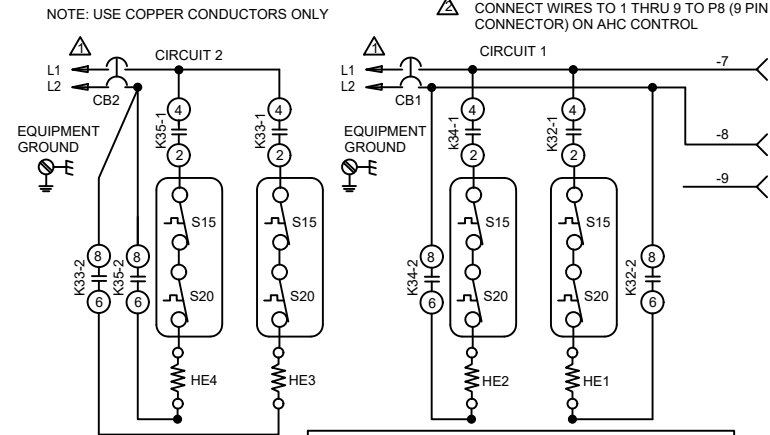 NOTE: USE COPPER CONDUCTORS ONLY
2 CONNECT WIRES TO 1 THRU 9 TO P8 (9 PIN
CONNECTOR) ON AHC CONTROL
1
CIRCUIT 2
L1
L2
CB2
EQUIPMENT
GROUND
4
K35-1
2
4
K33-1
2
S15
S15
8
K33-2
6
8
K35-2
6
S20
S20
HE4
HE3
1
CIRCUIT 1
L1
L2
CB1
EQUIPMENT
GROUND
4
k34-1
2
4
K32-1
2
-7
-8
-9
S15
S15
8
K34-2
6
8
K32-2
6
S20
S20
HE2
HE1